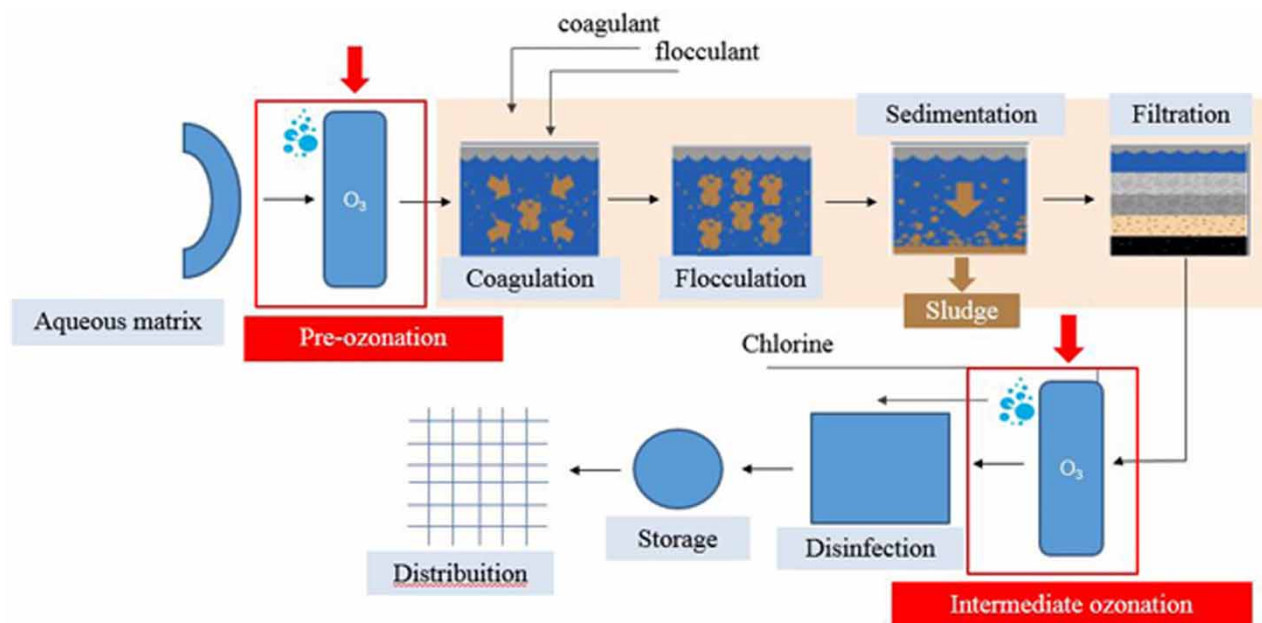 coagulant
flocculant
Sedimentation
Filtration
O₃
Coagulation
Flocculation
Sludge
Aqueous matrix
Pre-ozonation
Chlorine
O₃
Storage
Disinfection
Distribuition
Intermediate ozonation